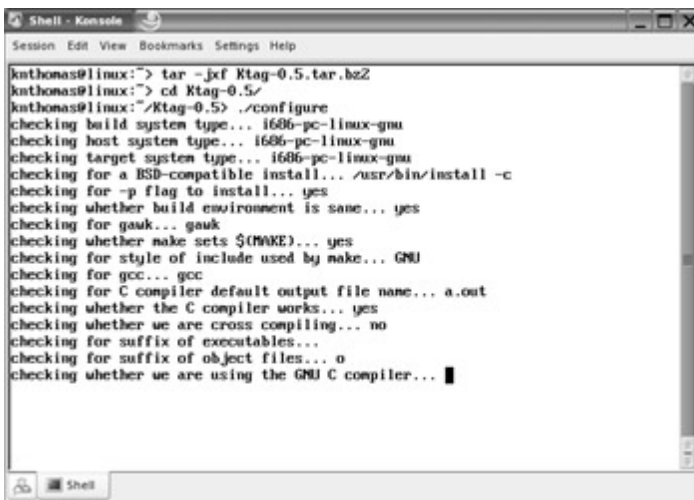 Shell - Konsole
Session Edit View Bookmarks Settings Help
knthomas@linux:~> tar -jxf Ktag-0.5.tar.bz2
knthomas@linux:~> cd Ktag-0.5/
knthomas@linux:~/Ktag-0.5> ./configure
checking build system type... i686-pc-linux-gnu
checking host system type... i686-pc-linux-gnu
checking target system type... i686-pc-linux-gnu
checking for a BSD-compatible install... /usr/bin/install -c
checking for -p flag to install... yes
checking whether build environment is sane... yes
checking for gawk... gawk
checking whether make sets $(MAKE)... yes
checking for style of include used by make... GNU
checking for gcc... gcc
checking for C compiler default output file name... a.out
checking whether the C compiler works... yes
checking whether we are cross compiling... no
checking for suffix of executables...
checking for suffix of object files... o
checking whether we are using the GNU C compiler...
Shell